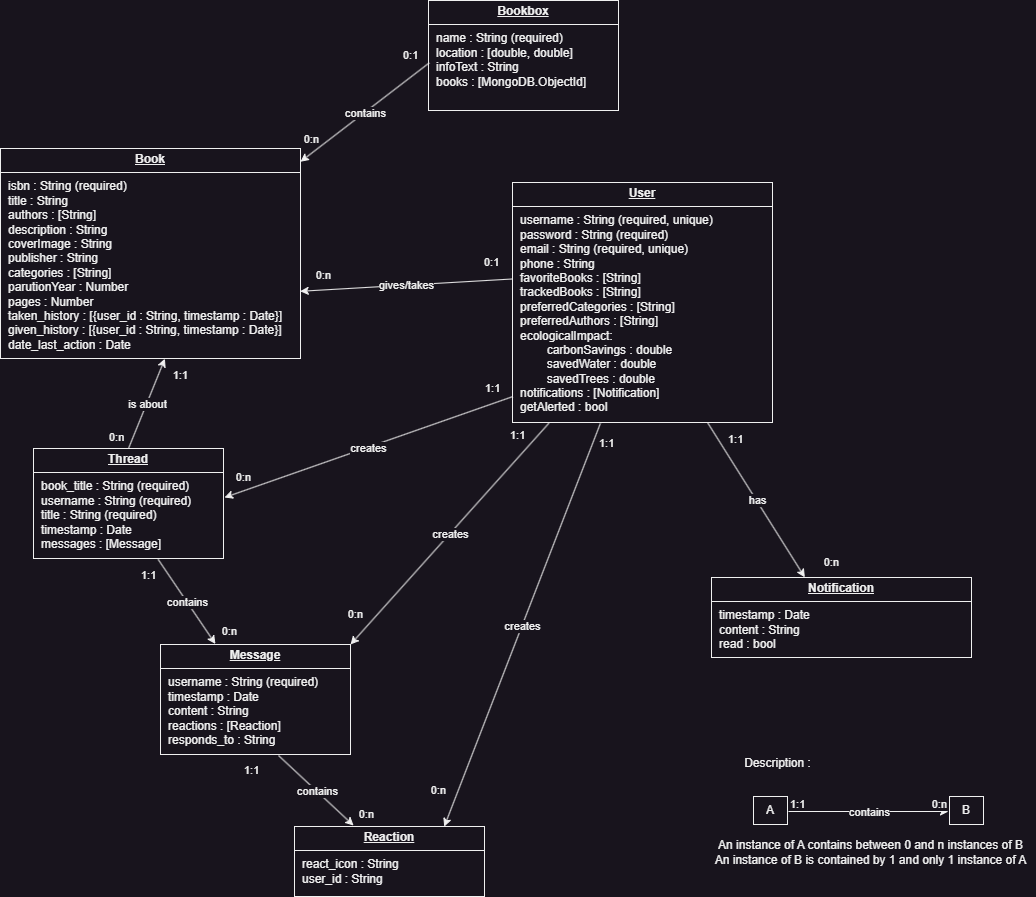 Bookbox
name : String (required)
location : [double, double]
infoText : String
books : [MongoDB.ObjectId]
0:1
contains
0:n
Book
isbn : String (required)
title : String
authors : [String]
description : String
coverImage : String
publisher : String
categories : [String]
parutionYear : Number
pages : Number
taken_history : [{user_id : String, timestamp : Date}]
given_history : [{user_id : String, timestamp : Date}]
date_last_action : Date
User
username : String (required, unique)
password : String (required)
email : String (required, unique)
phone : String
favoriteBooks : [String]
trackedBooks : [String]
preferredCategories : [String]
preferredAuthors : [String]
ecologicalImpact:
carbonSavings : double
savedWater : double
savedTrees : double
notifications : [Notification]
getAlerted : bool
0:1
gives/takes
0:n
1:1
is about
0:n
1:1
creates
0:n
Thread
book_title : String (required)
username : String (required)
title : String (required)
timestamp : Date
messages : [Message]
1:1
creates
0:n
1:1
creates
0:n
1:1
has
0:n
1:1
contains
0:n
Notification
timestamp : Date
content : String
read : bool
Message
username : String (required)
timestamp : Date
content : String
reactions : [Reaction]
responds_to : String
1:1
contains
0:n
Reaction
react_icon : String
user_id : String
Description :
A
1:1
contains
0:n
B
An instance of A contains between 0 and n instances of B
An instance of B is contained by 1 and only 1 instance of A